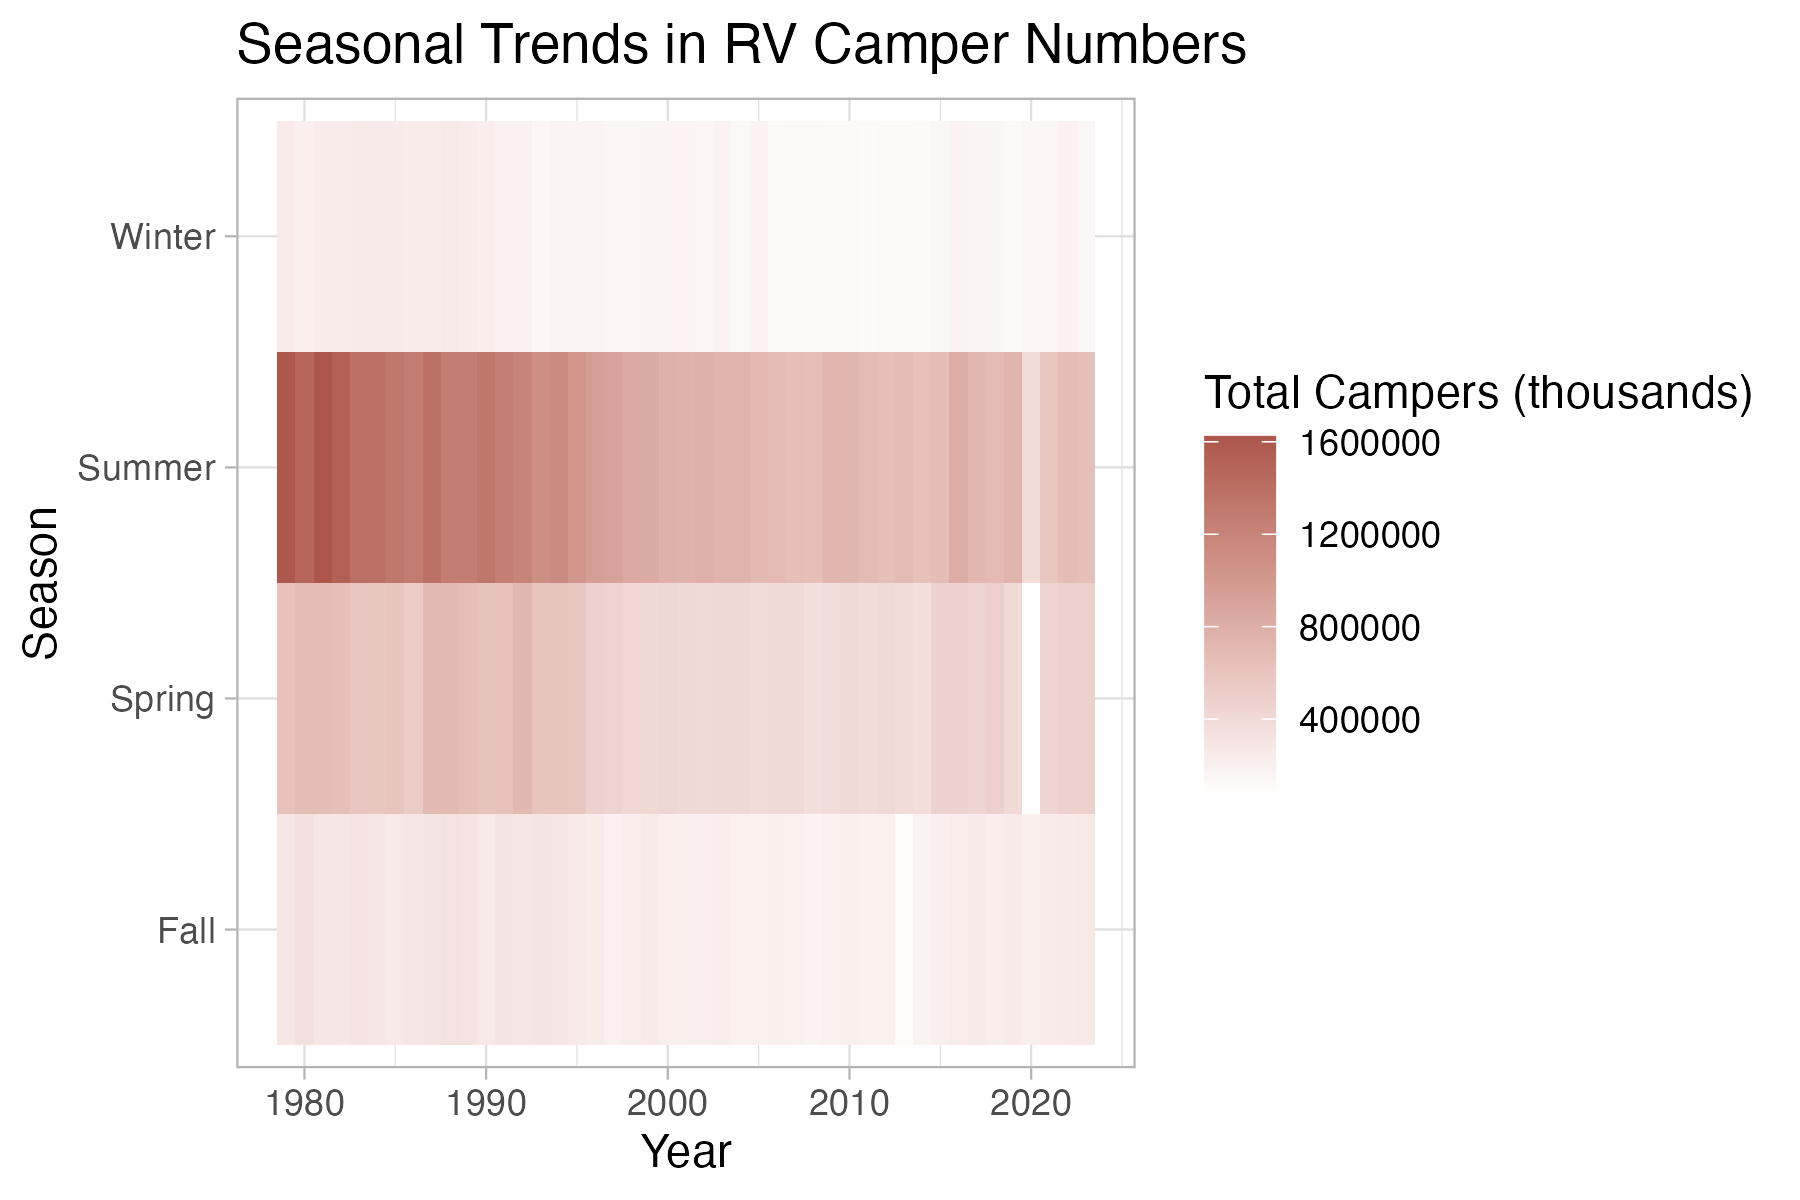 Seasonal Trends in RV Camper Numbers
Season
Winter
Summer
Spring
Fall
1980 1990 2000 2010 2020
Year
Total Campers (thousands)
1600000
1200000
800000
400000